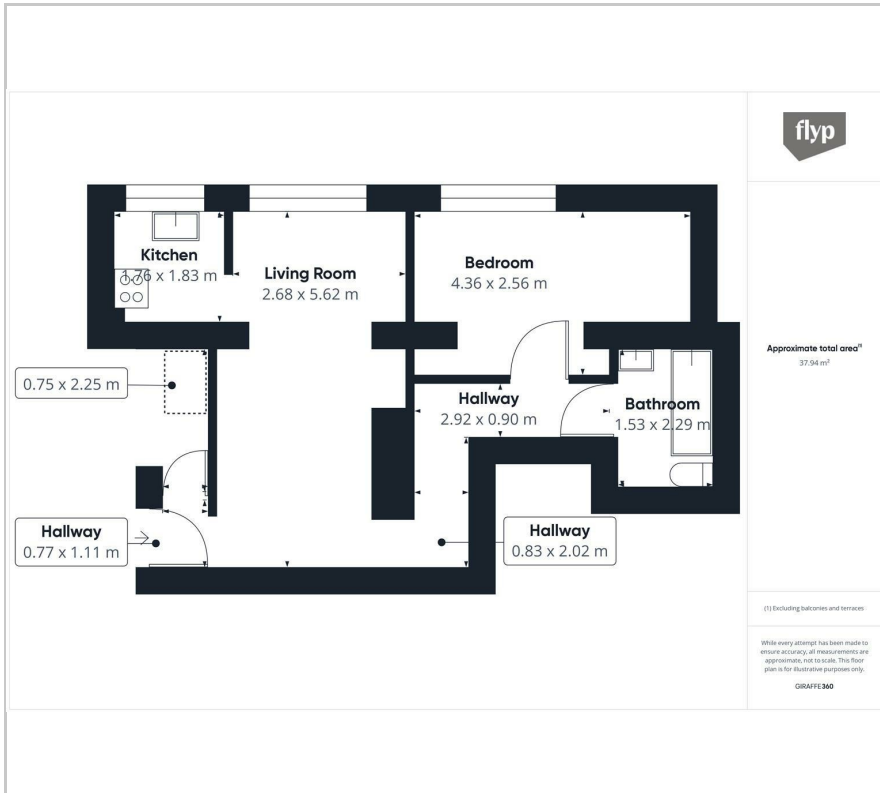 flyp
Kitchen
1.76 x 1.83 m
Living Room
2.68 x 5.62 m
Bedroom
4.36 x 2.56 m
0.75 x 2.25 m
Hallway
2.92 x 0.90 m
Bathroom
1.53 x 2.29 m
Hallway
0.77 x 1.11 m
Hallway
0.83 x 2.02 m
Approximate total area⁽¹⁾
37.94 m²
(1) Excluding balconies and terraces
While every attempt has been made to
ensure accuracy, all measurements are
approximate, not to scale. This floor
plan is for illustrative purposes only.
GIRAFFE360